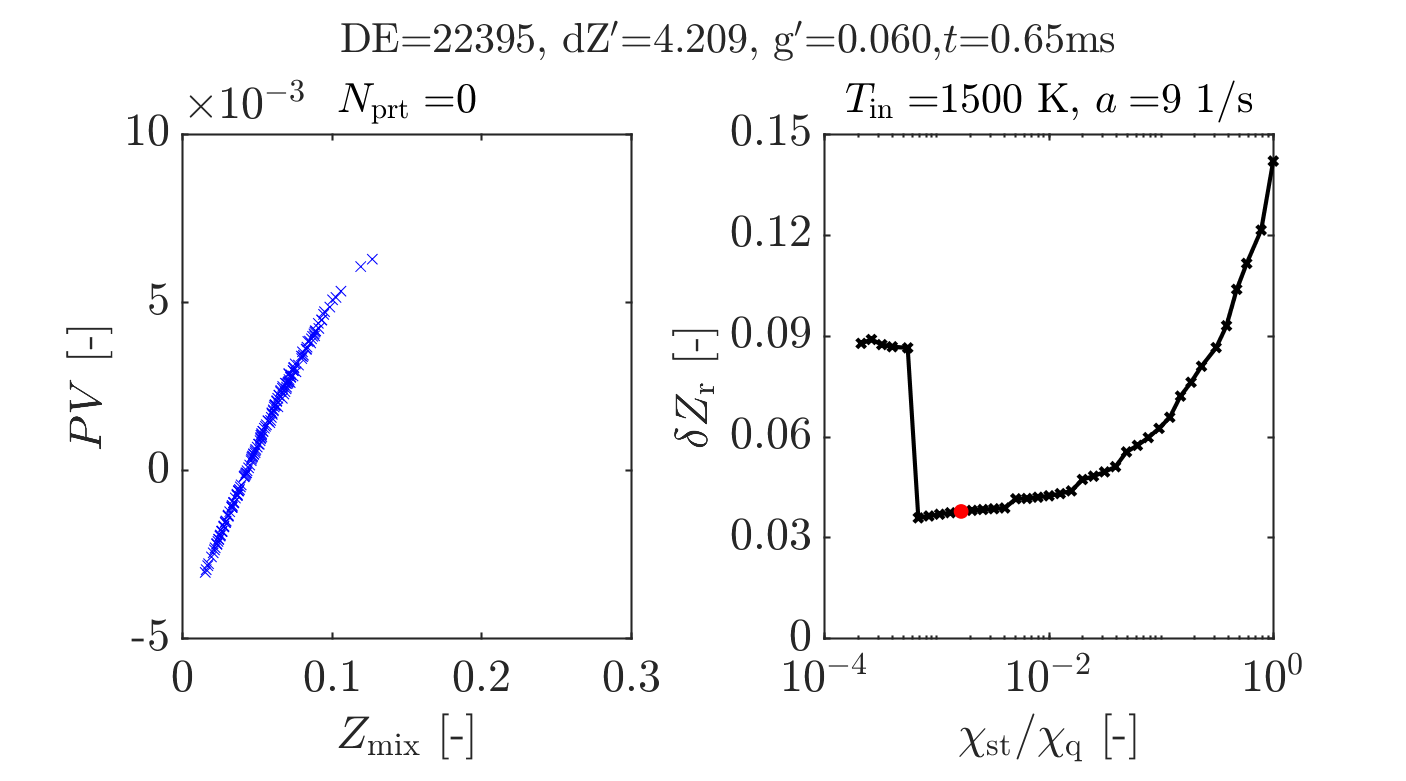 DE=22395, dZ′=4.209, g′=0.060,t=0.65ms
×10⁻³ N_prt =0
10
5
0
-5
0 0.1 0.2 0.3
PV [-]
Z_mix [-]
T_in =1500 K, a =9 1/s
0.15
0.12
0.09
0.06
0.03
0
10⁻⁴ 10⁻² 10⁰
δZ_r [-]
χ_st/χ_q [-]